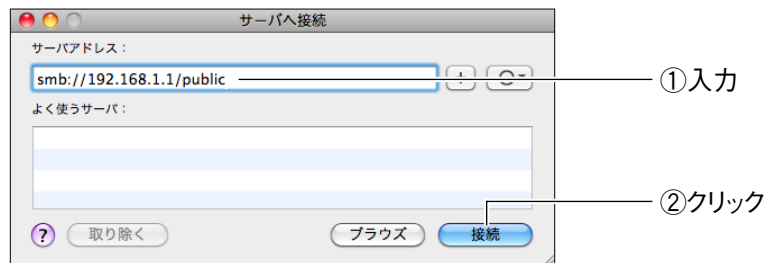 サーバへ接続
サーバアドレス：
smb://192.168.1.1/public
①入力
よく使うサーバ：
②クリック
? 取り除く ブラウズ 接続